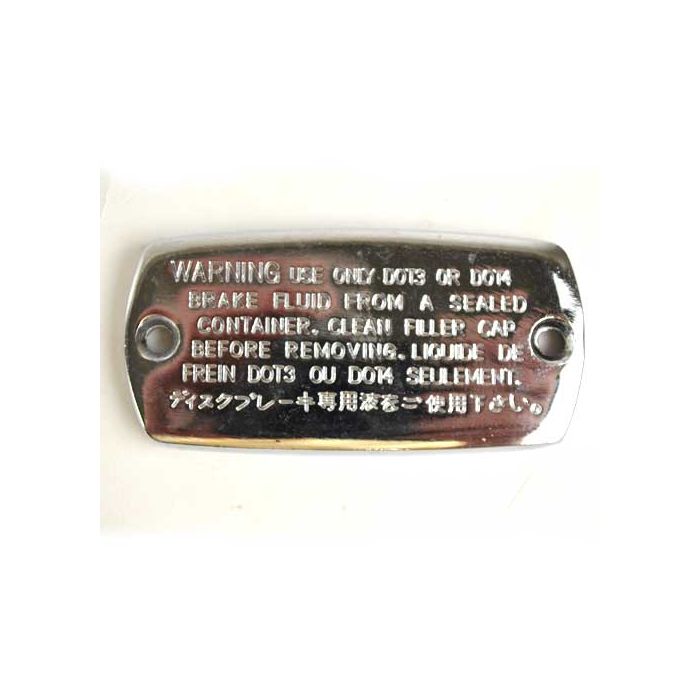 WARNING USE ONLY DOT3 OR DOT4
BRAKE FLUID FROM A SEALED
CONTAINER. CLEAN FILLER CAP
BEFORE REMOVING. LIQUIDE DE
FREIN DOT3 OU DOT4 SEULEMENT.
ディスクブレーキ専用液をご使用下さい。